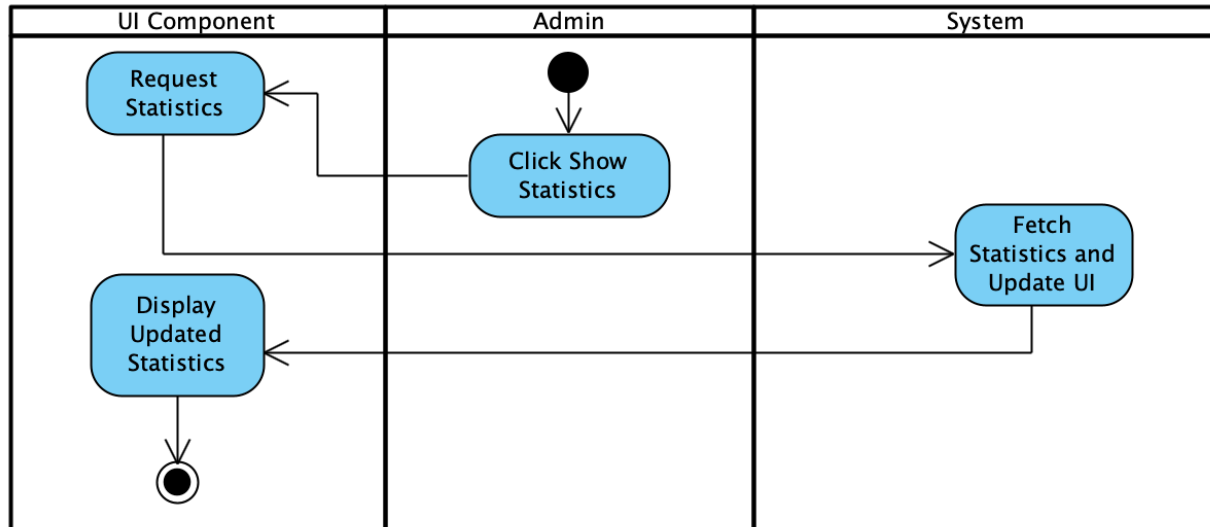 UI Component
Admin
System
Request
Statistics
Click Show
Statistics
Fetch
Statistics and
Update UI
Display
Updated
Statistics